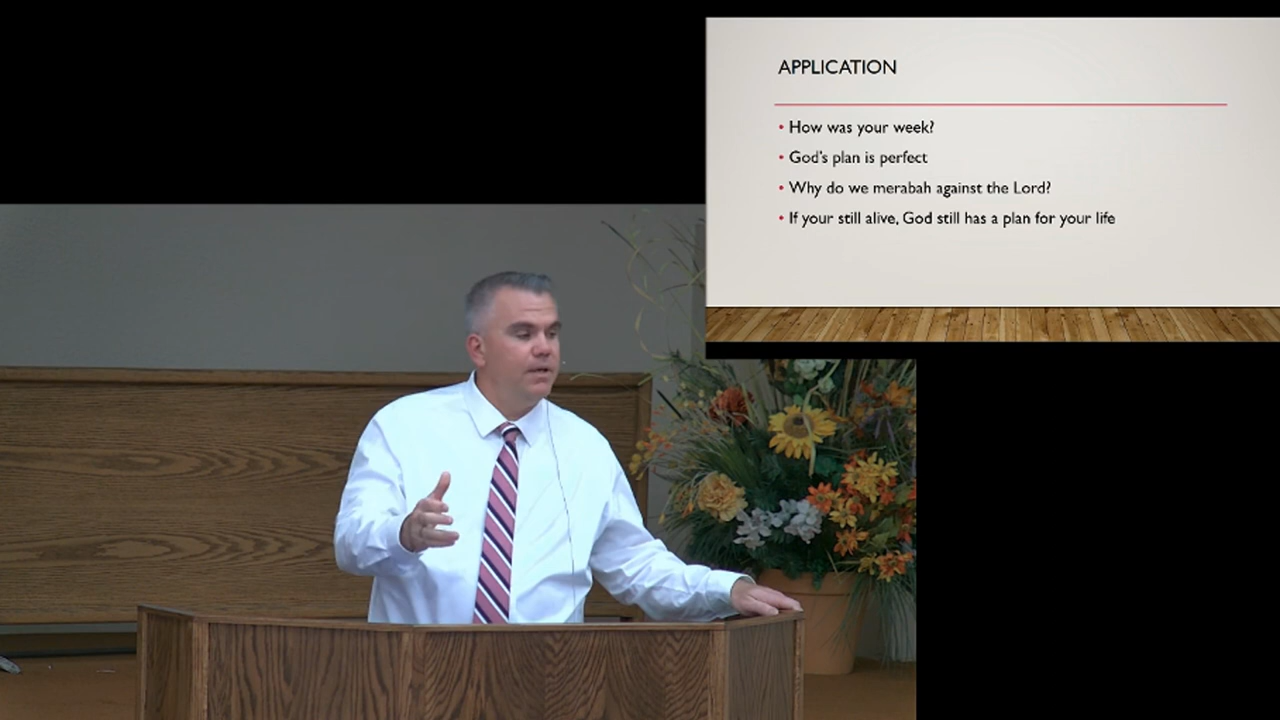 APPLICATION
• How was your week?
• God's plan is perfect
• Why do we merabah against the Lord?
• If your still alive, God still has a plan for your life